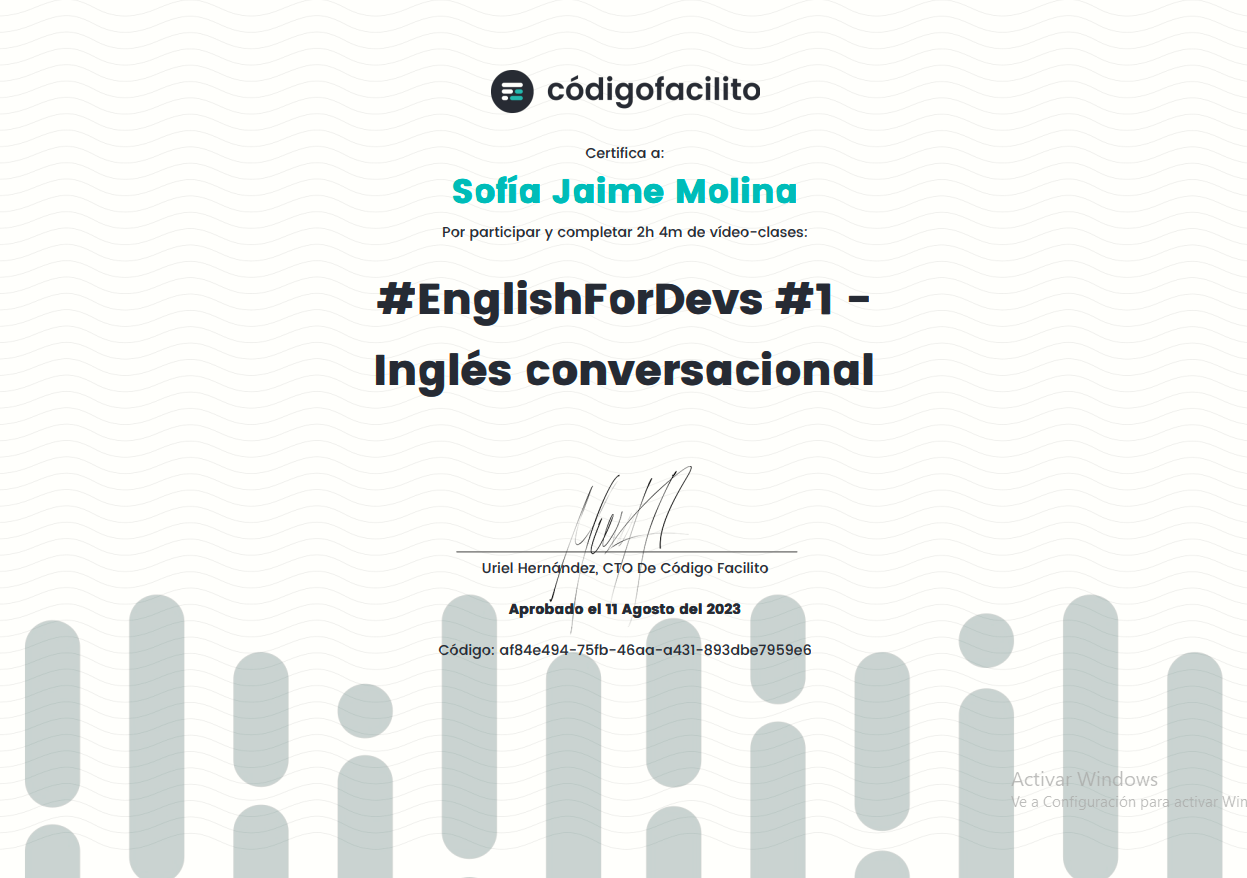 códigofacilito
Certifica a:
Sofía Jaime Molina
Por participar y completar 2h 4m de vídeo-clases:
#EnglishForDevs #1 -
Inglés conversacional
Uriel Hernández, CTO De Código Facilito
Aprobado el 11 Agosto del 2023
Código: af84e494-75fb-46aa-a431-893dbe7959e6
Activar Windows
Ve a Configuración para activar Win